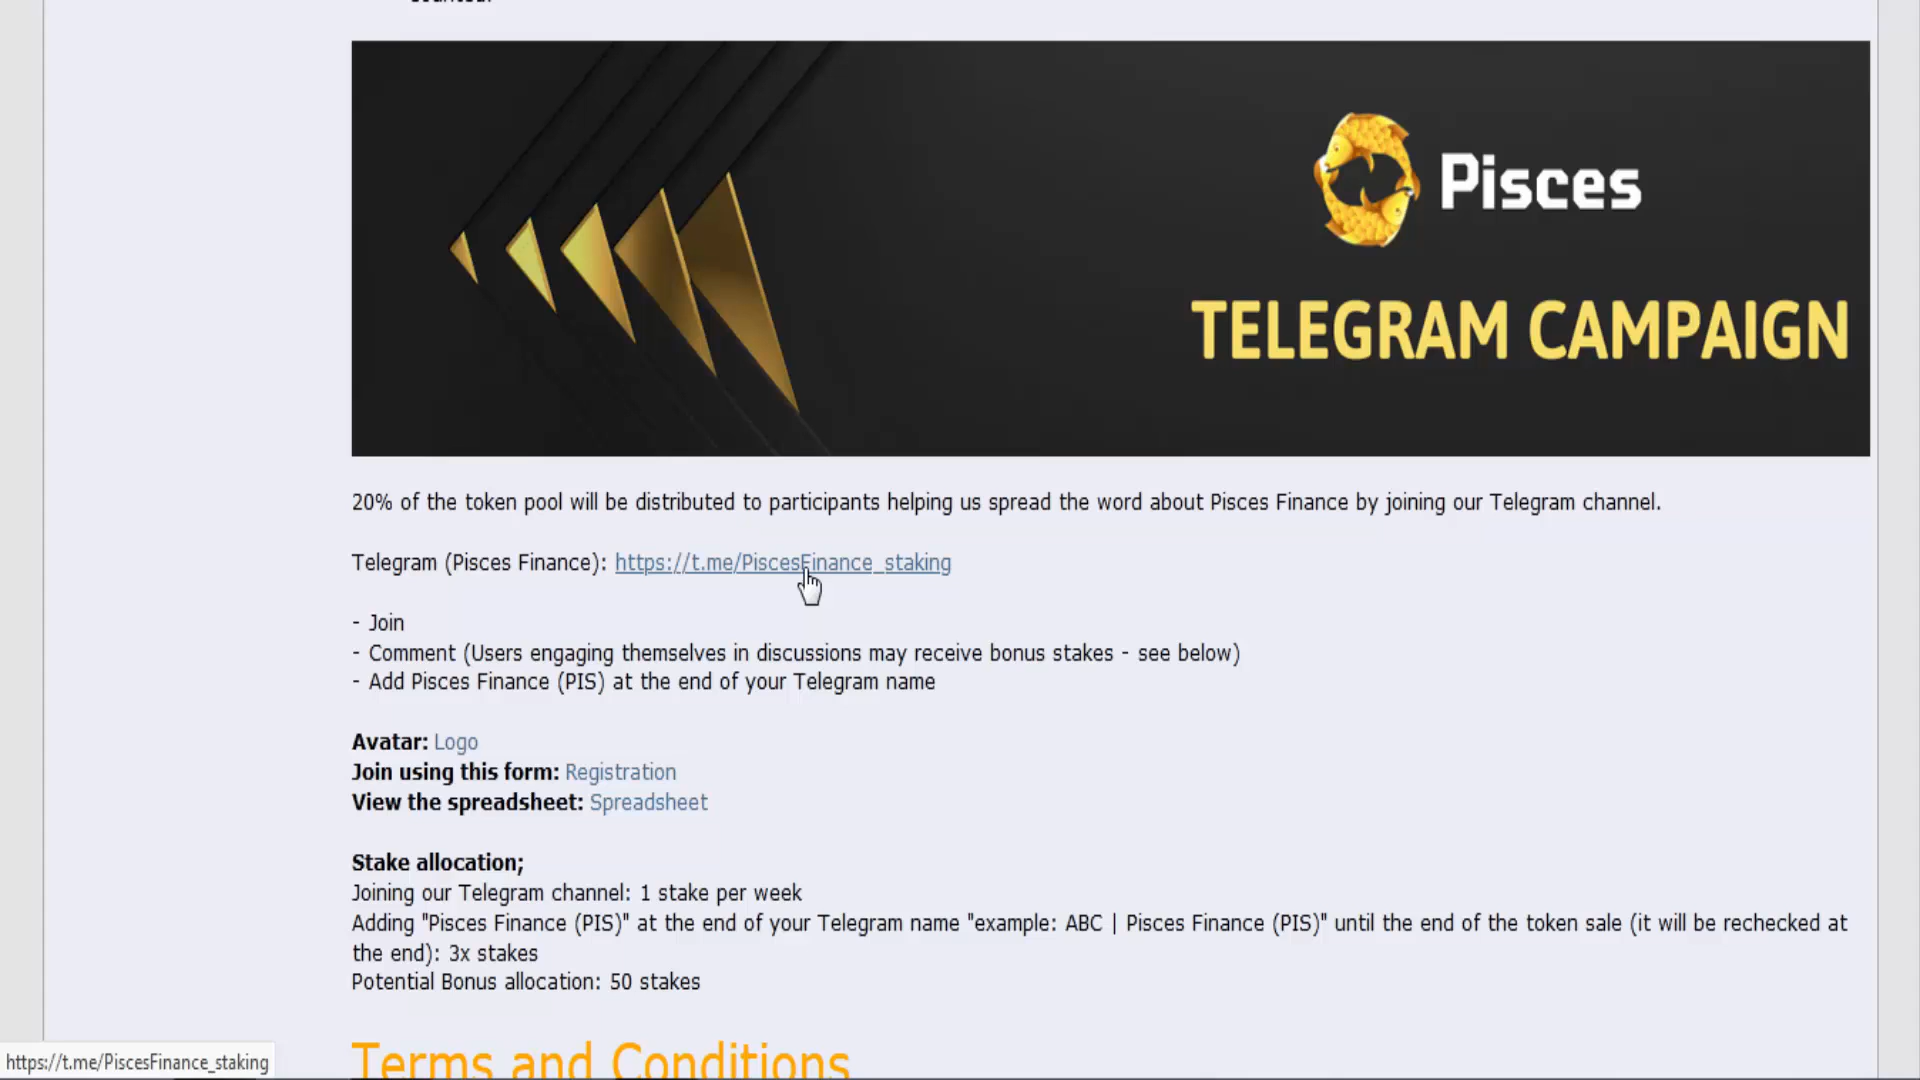 Pisces
TELEGRAM CAMPAIGN
20% of the token pool will be distributed to participants helping us spread the word about Pisces Finance by joining our Telegram channel.
Telegram (Pisces Finance): https://t.me/PiscesFinance_staking
- Join
- Comment (Users engaging themselves in discussions may receive bonus stakes - see below)
- Add Pisces Finance (PIS) at the end of your Telegram name
Avatar: Logo
Join using this form: Registration
View the spreadsheet: Spreadsheet
Stake allocation;
Joining our Telegram channel: 1 stake per week
Adding "Pisces Finance (PIS)" at the end of your Telegram name "example: ABC | Pisces Finance (PIS)" until the end of the token sale (it will be rechecked at
the end): 3x stakes
Potential Bonus allocation: 50 stakes
Terms and Conditions
https://t.me/PiscesFinance_staking